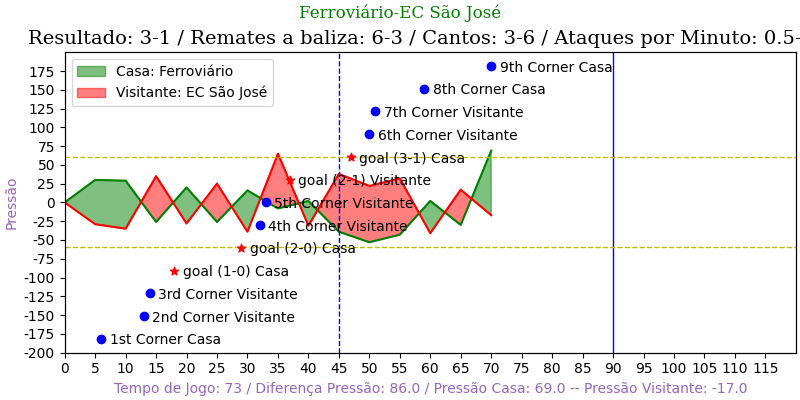 Ferroviário-EC São José
Resultado: 3-1 / Remates a baliza: 6-3 / Cantos: 3-6 / Ataques por Minuto: 0.5-
Casa: Ferroviário
Visitante: EC São José
9th Corner Casa
8th Corner Casa
7th Corner Visitante
6th Corner Visitante
goal (3-1) Casa
goal (2-1) Visitante
5th Corner Visitante
4th Corner Visitante
goal (2-0) Casa
goal (1-0) Casa
3rd Corner Visitante
2nd Corner Visitante
1st Corner Casa
Pressão
175
150
125
100
75
50
25
0
-25
-50
-75
-100
-125
-150
-175
-200
0 5 10 15 20 25 30 35 40 45 50 55 60 65 70 75 80 85 90 95 100 105 110 115
Tempo de Jogo: 73 / Diferença Pressão: 86.0 / Pressão Casa: 69.0 -- Pressão Visitante: -17.0